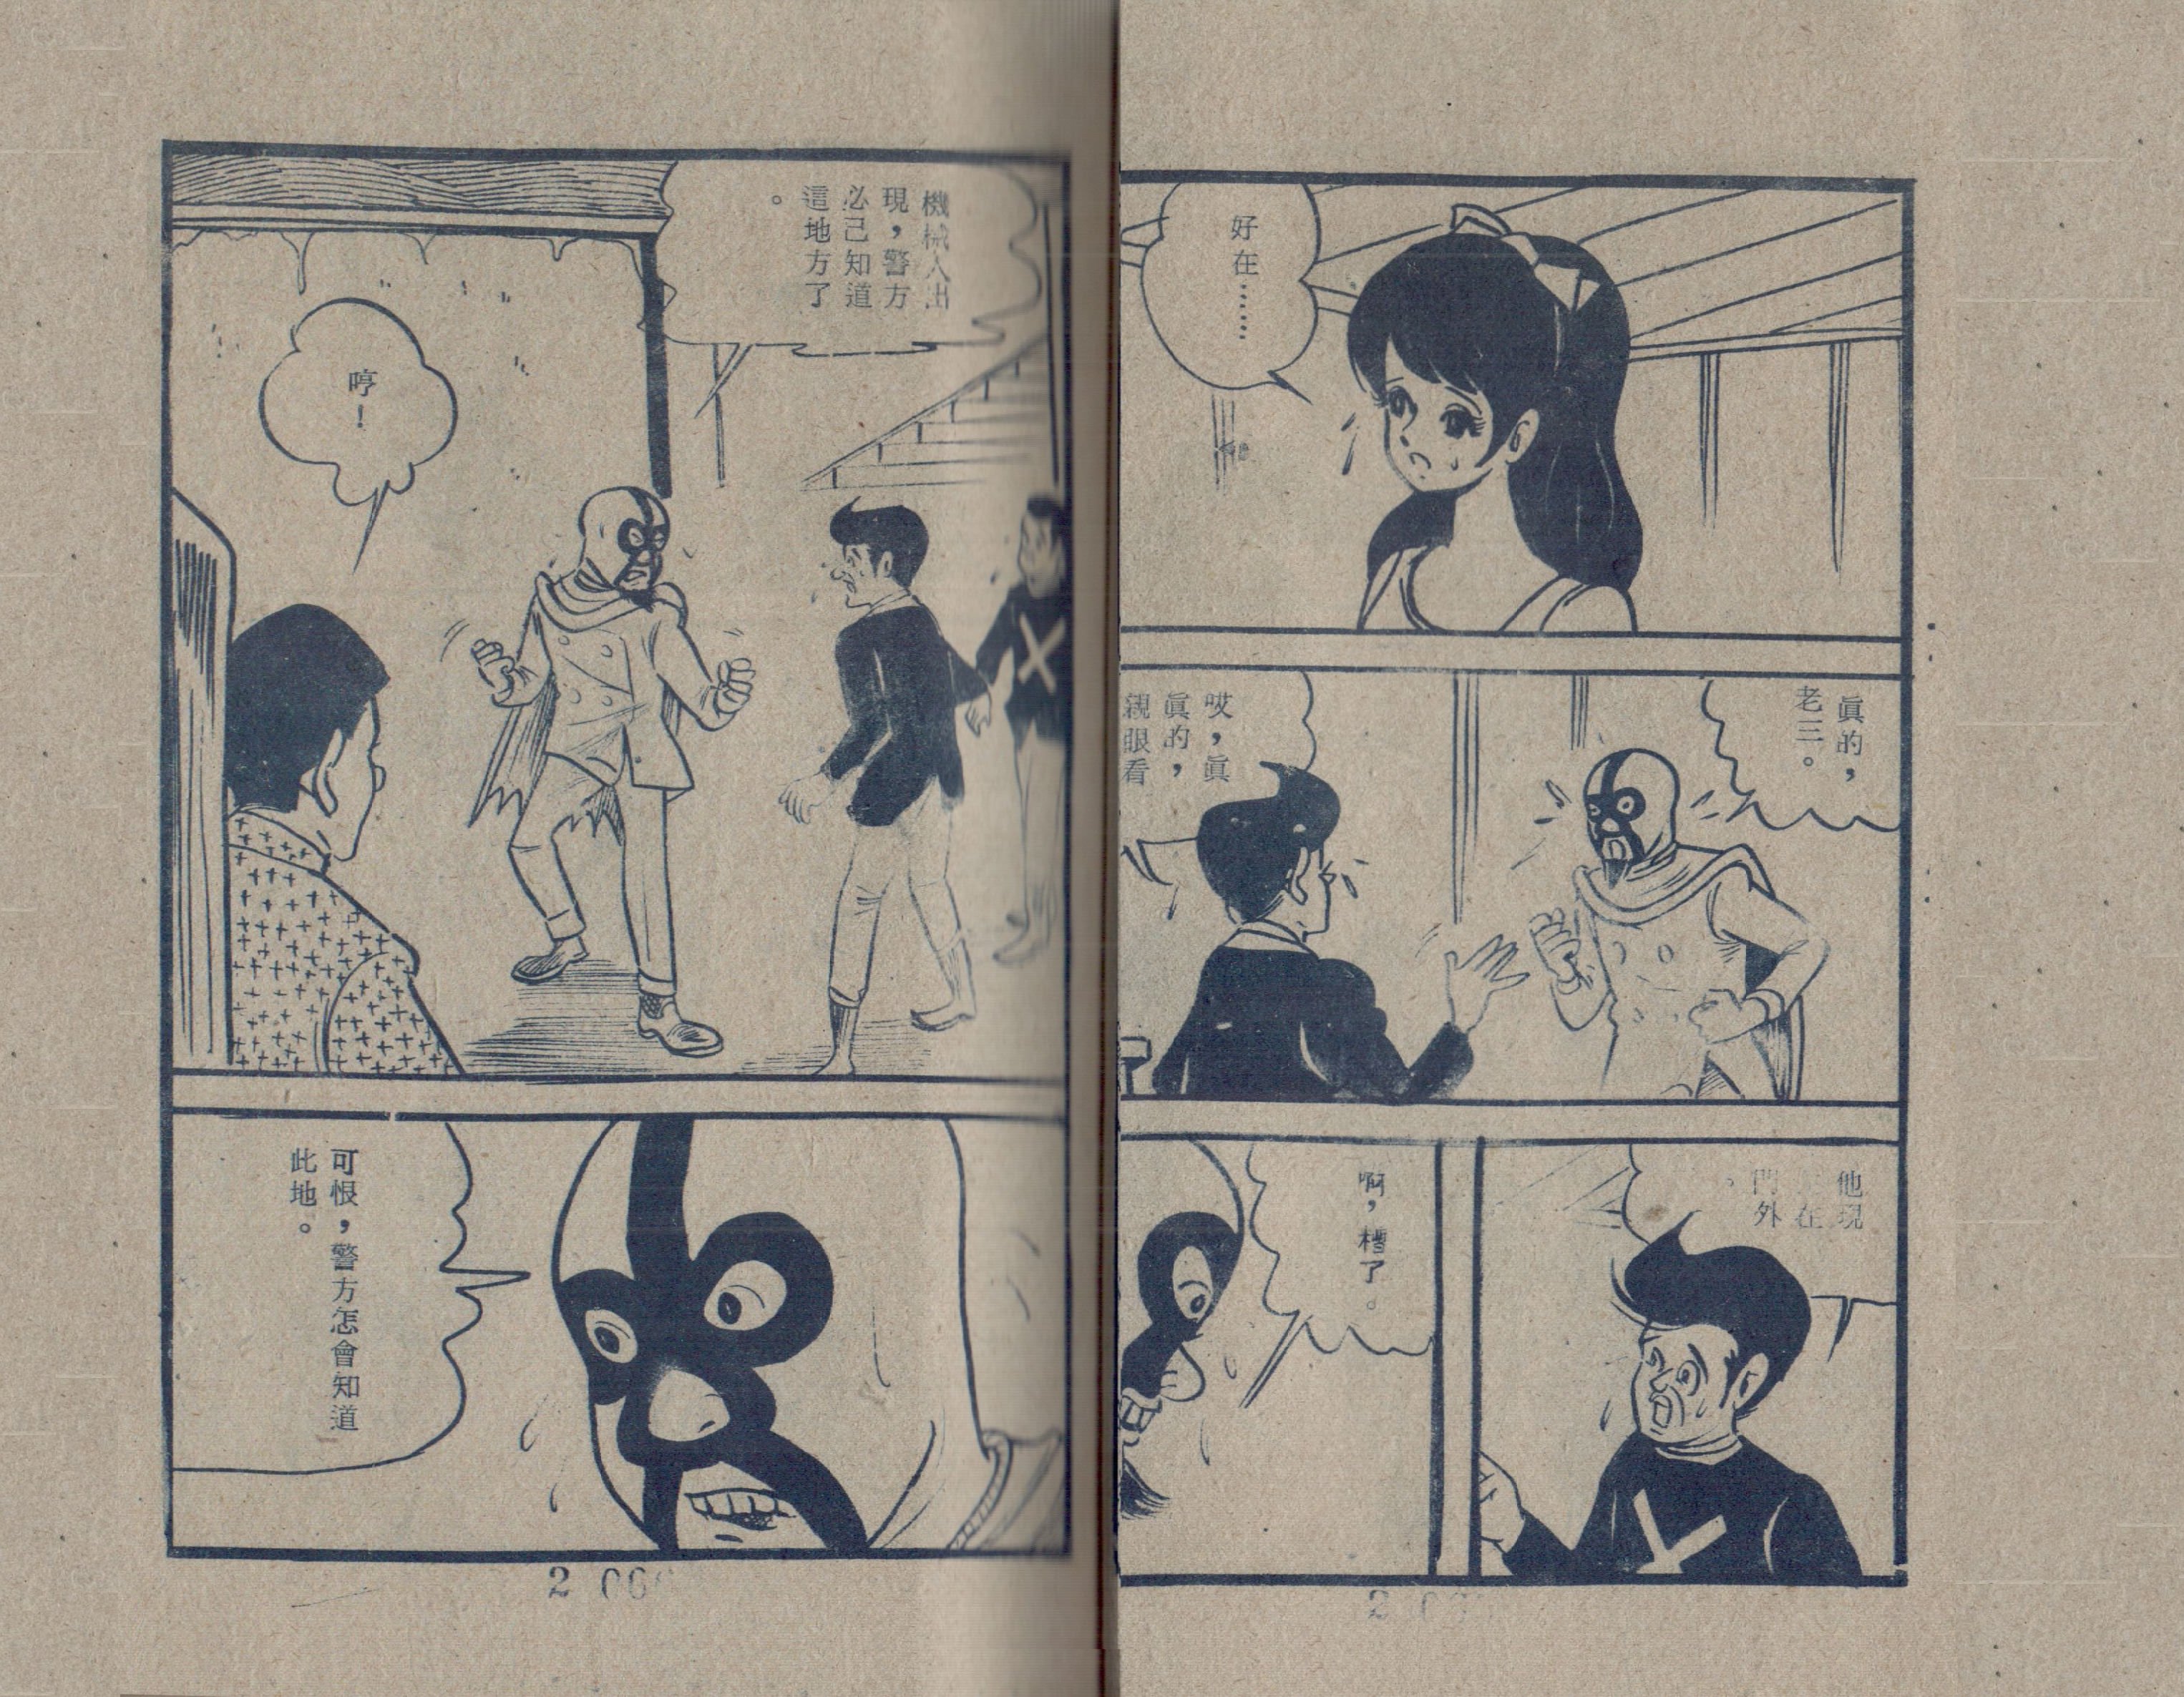 好在………
眞的，
老三。
哎，眞
眞的，
親眼看
他現
在
門外
。
啊，糟了。
機械人出
現，警方
必己知道
這地方了
。
哼！
可恨，警方怎會知道
此地。